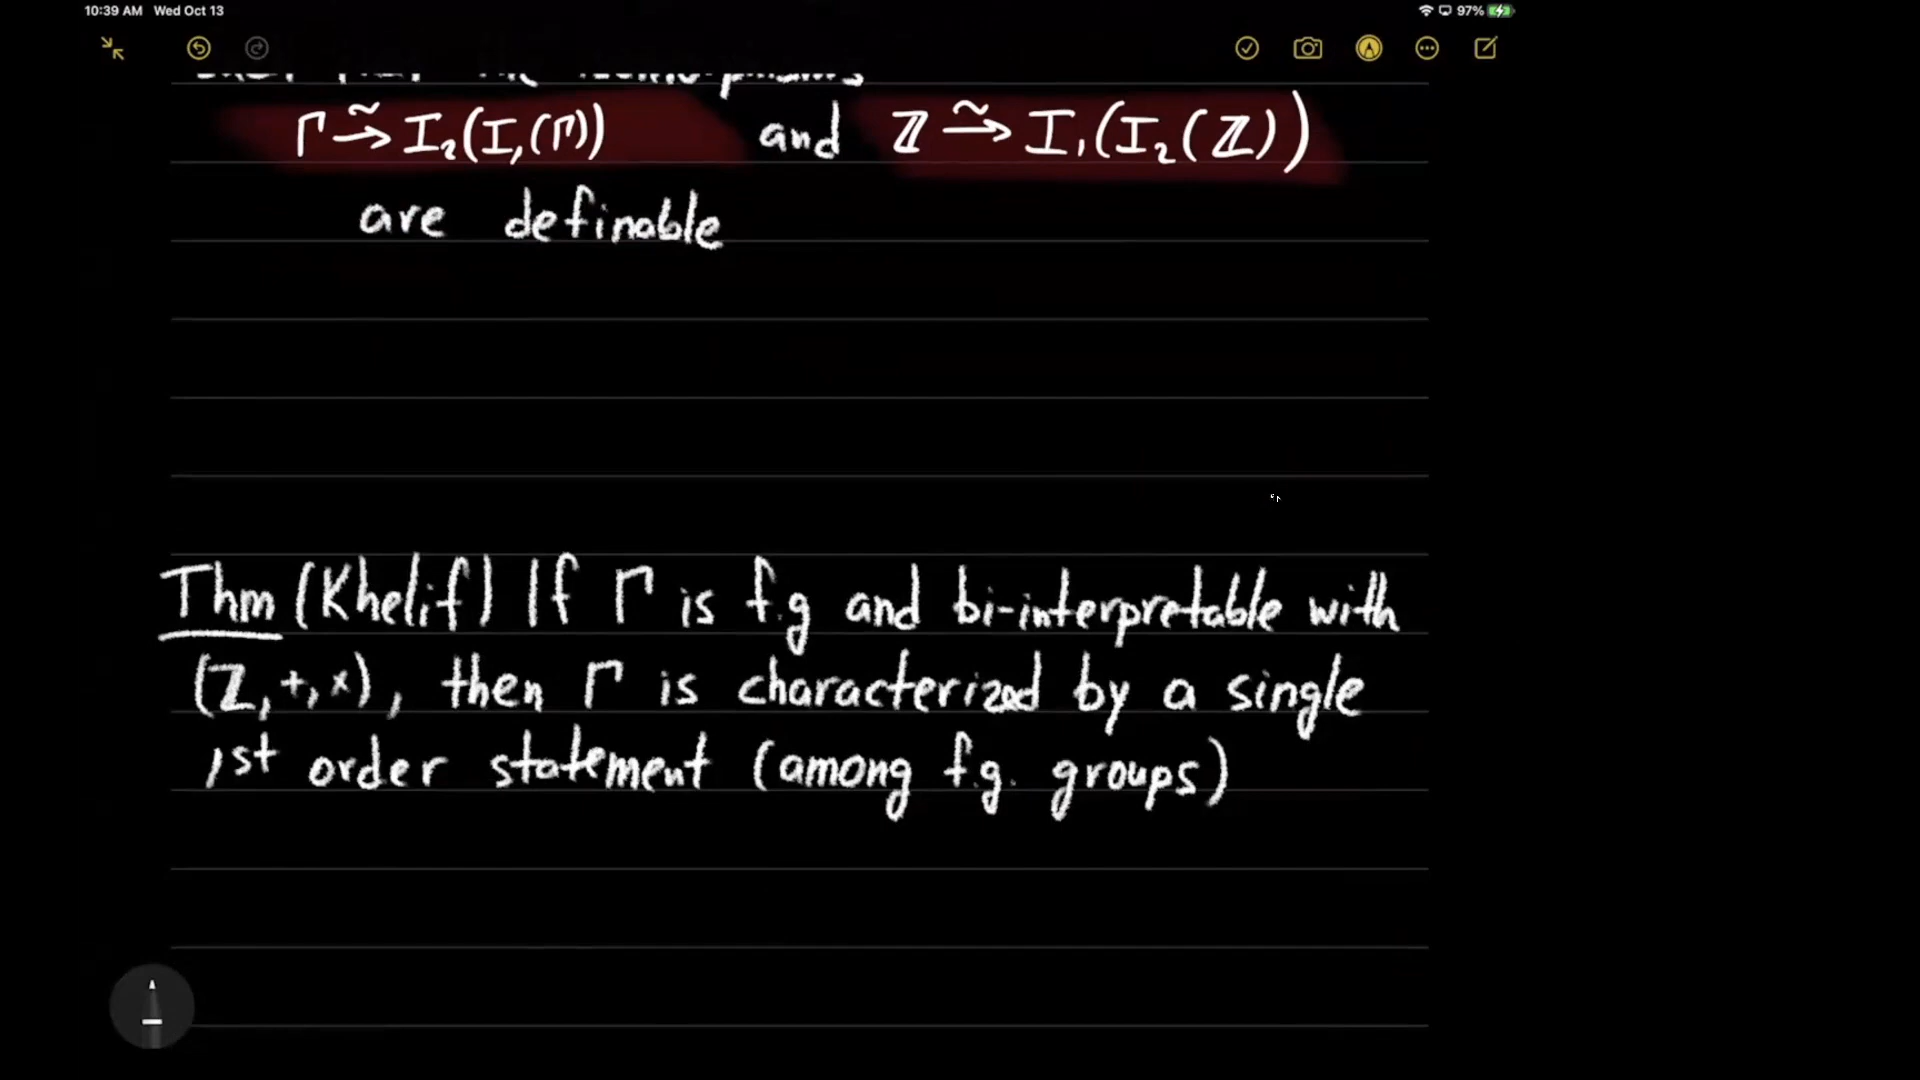 10:39 AM Wed Oct 13
97%
Γ ⥲ I₂(I₁(Γ)) and ℤ ⥲ I₁(I₂(ℤ))
are definable
Thm (Khelif) If Γ is f.g and bi-interpretable with
(ℤ,+,×), then Γ is characterized by a single
1st order statement (among f.g. groups)